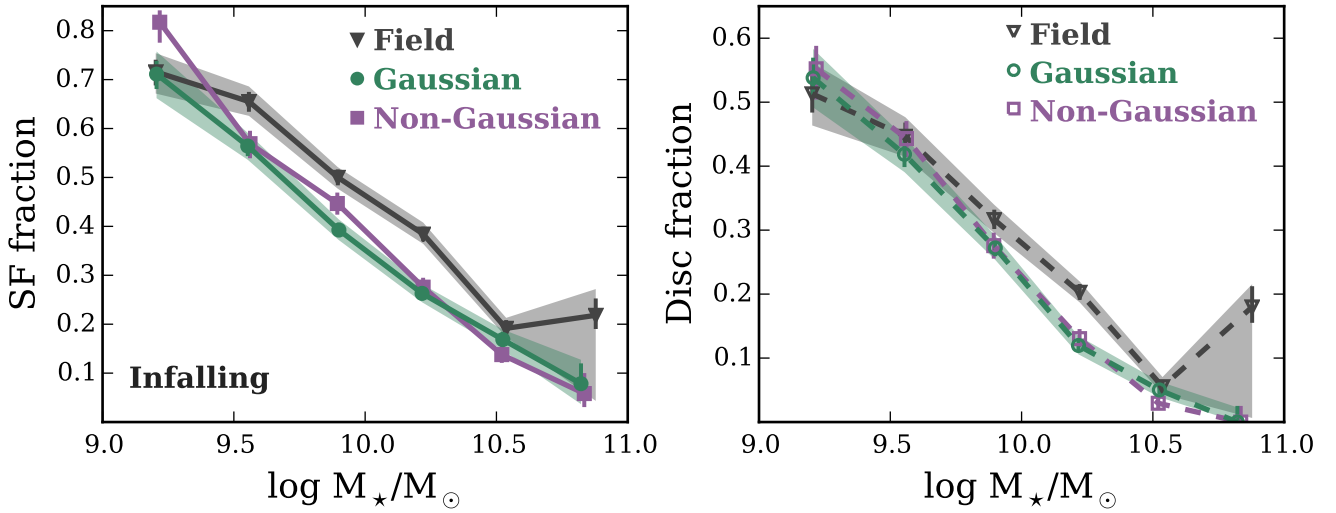 0.8
0.7
0.6
0.5
0.4
0.3
0.2
0.1
SF fraction
Field
Gaussian
Non-Gaussian
Infalling
9.0 9.5 10.0 10.5 11.0
log M⋆/M⊙
0.6
0.5
0.4
0.3
0.2
0.1
Disc fraction
Field
Gaussian
Non-Gaussian
9.0 9.5 10.0 10.5 11.0
log M⋆/M⊙